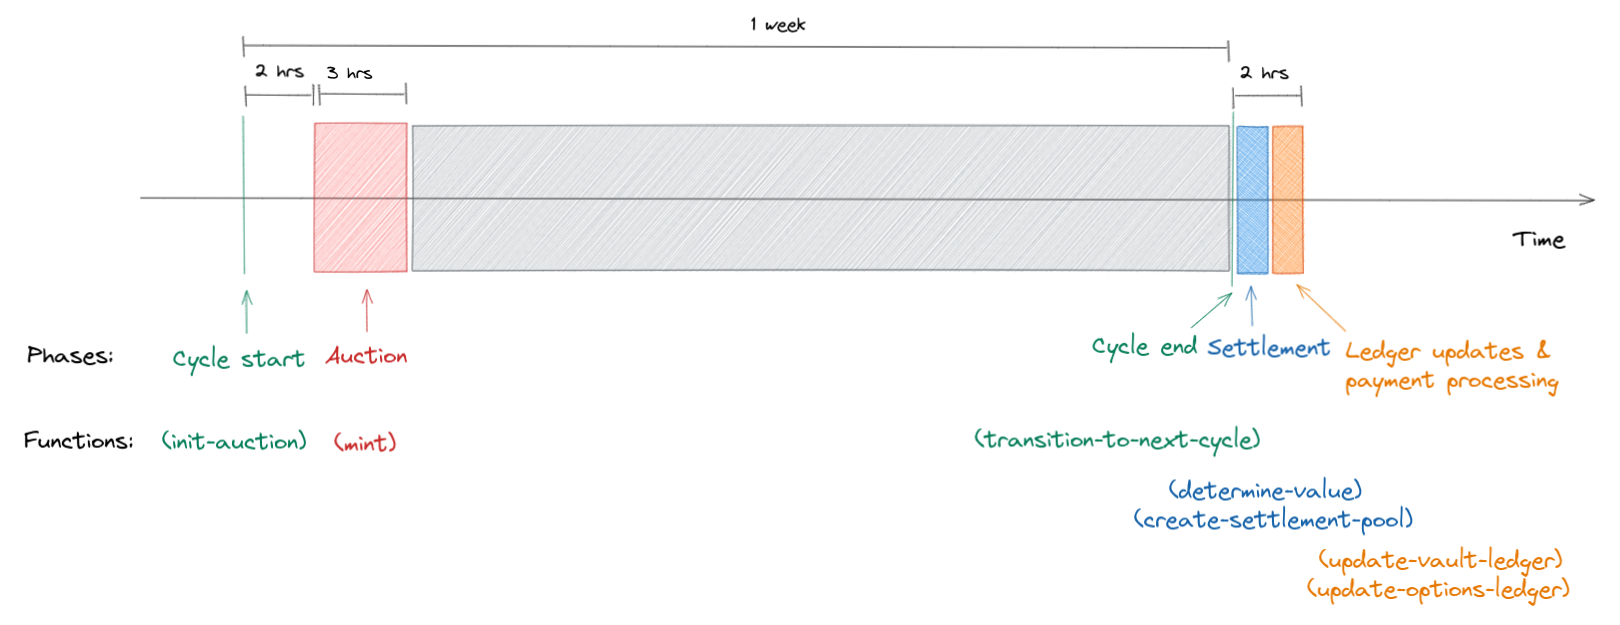 1 week
2 hrs
3 hrs
2 hrs
Time
Phases:
Cycle start
Auction
Cycle end
Settlement
Ledger updates &
payment processing
Functions:
(init-auction)
(mint)
(transition-to-next-cycle)
(determine-value)
(create-settlement-pool)
(update-vault-ledger)
(update-options-ledger)